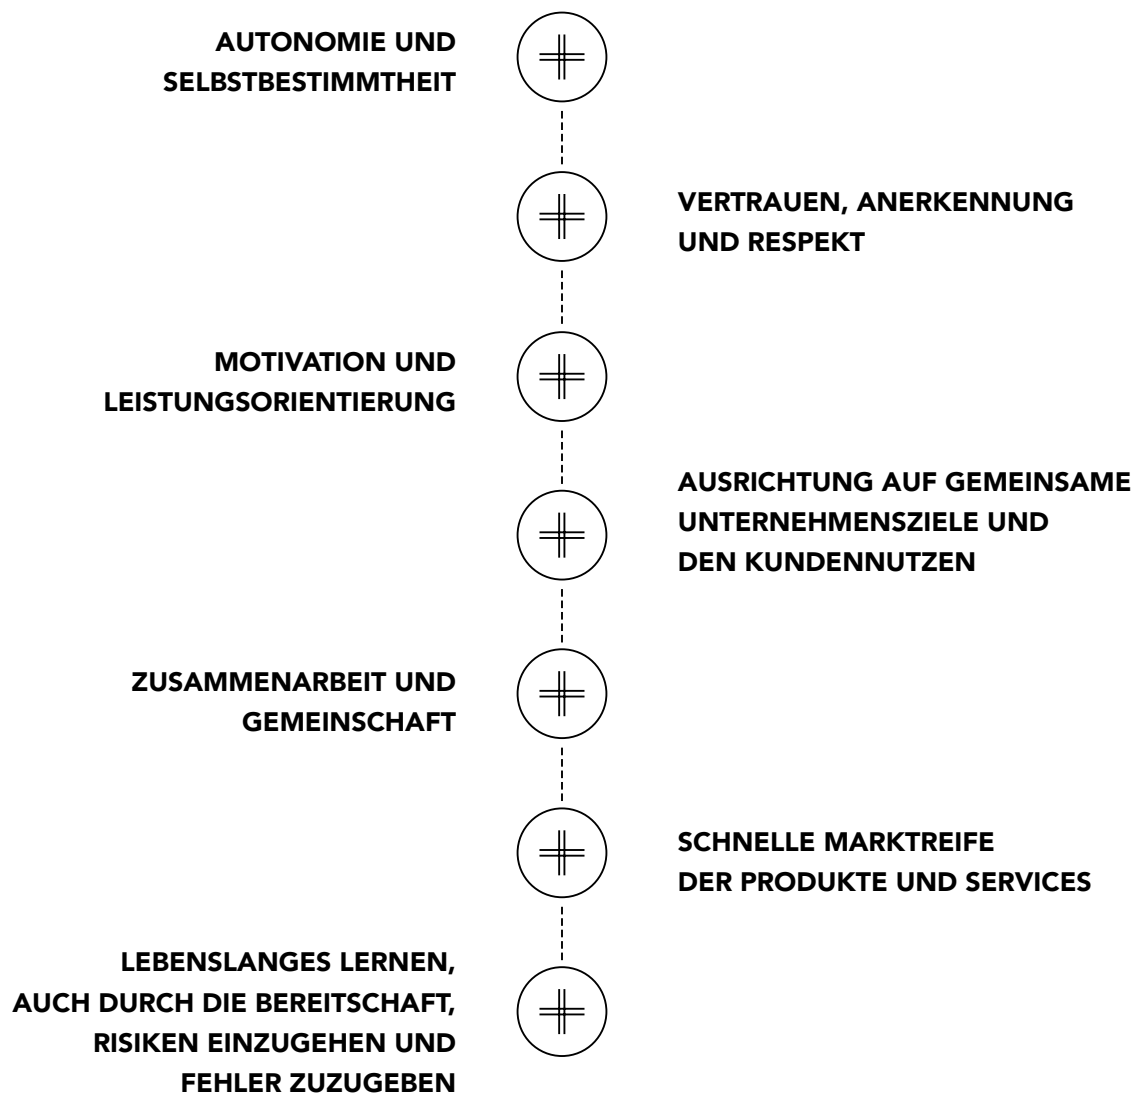 AUTONOMIE UND
SELBSTBESTIMMTHEIT
VERTRAUEN, ANERKENNUNG
UND RESPEKT
MOTIVATION UND
LEISTUNGSORIENTIERUNG
AUSRICHTUNG AUF GEMEINSAME
UNTERNEHMENSZIELE UND
DEN KUNDENNUTZEN
ZUSAMMENARBEIT UND
GEMEINSCHAFT
SCHNELLE MARKTREIFE
DER PRODUKTE UND SERVICES
LEBENSLANGES LERNEN,
AUCH DURCH DIE BEREITSCHAFT,
RISIKEN EINZUGEHEN UND
FEHLER ZUZUGEBEN